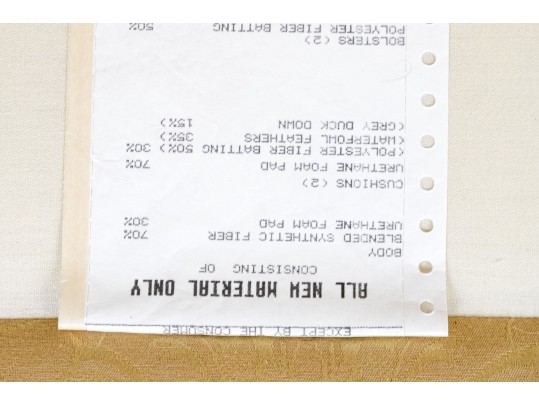 EXCEPT BY THE CONSUMER
ALL NEW MATERIAL ONLY
CONSISTING OF
BODY
BLENDED SYNTHETIC FIBER 70%
URETHANE FOAM PAD 30%
CUSHIONS (2)
URETHANE FOAM PAD 70%
(POLYESTER FIBER BATTING 50%) 30%
(WATERFOWL FEATHERS 35%)
(GREY DUCK DOWN 15%)
BOLSTERS (2)
POLYESTER FIBER BATTING 50%